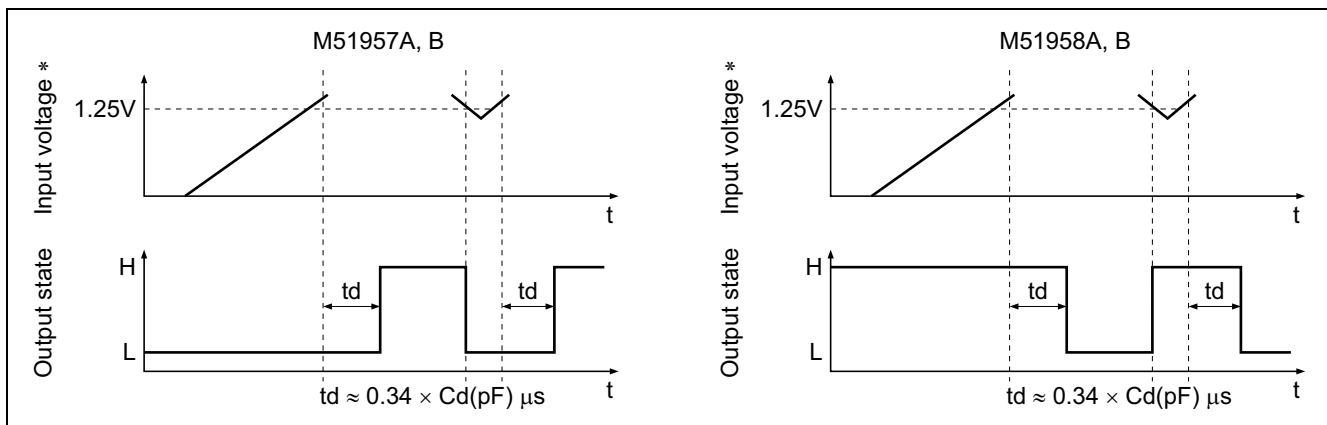 M51957A, B
Input voltage *
1.25V
t
Output state
H
L
td
td
t
td ≈ 0.34 × Cd(pF) μs
M51958A, B
Input voltage *
1.25V
t
Output state
H
L
td
td
t
td ≈ 0.34 × Cd(pF) μs